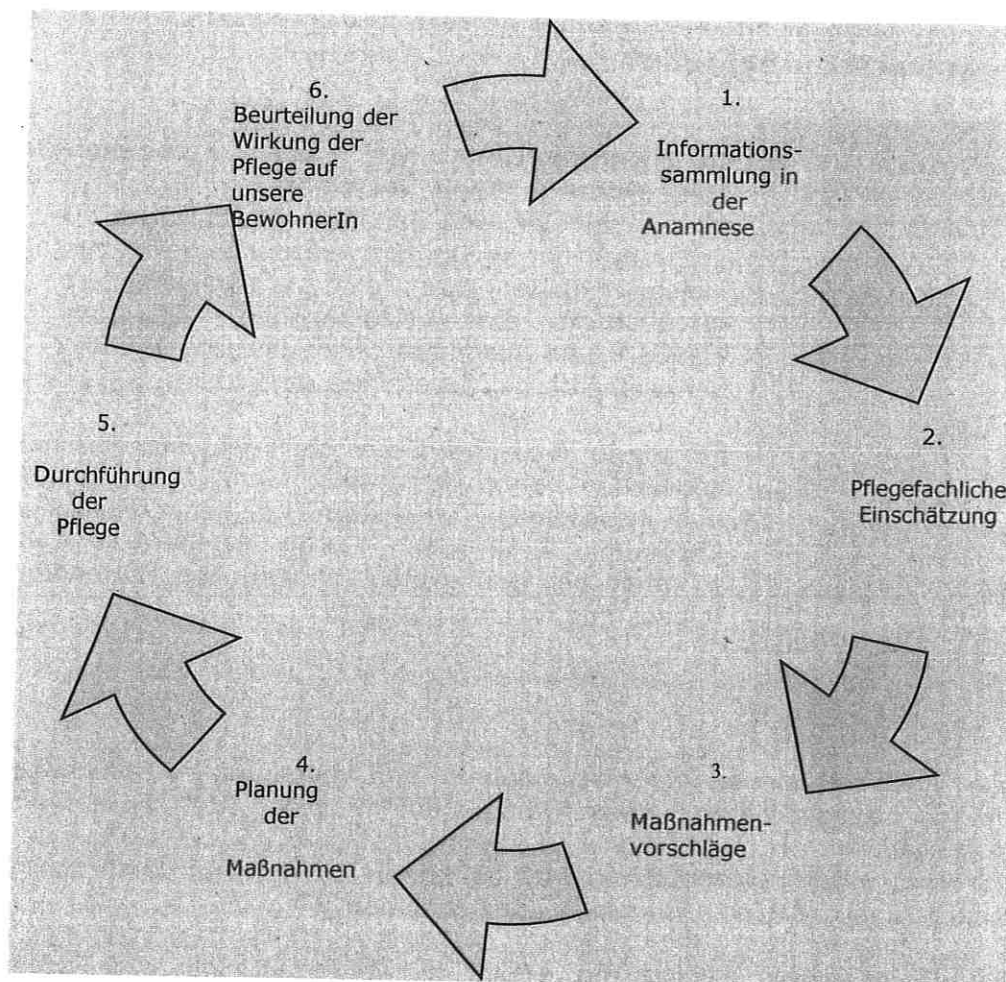 1.
Informations-
sammlung in
der
Anamnese
2.
Pflegefachliche
Einschätzung
3.
Maßnahmen-
vorschläge
4.
Planung
der
Maßnahmen
5.
Durchführung
der
Pflege
6.
Beurteilung der
Wirkung der
Pflege auf
unsere
BewohnerIn